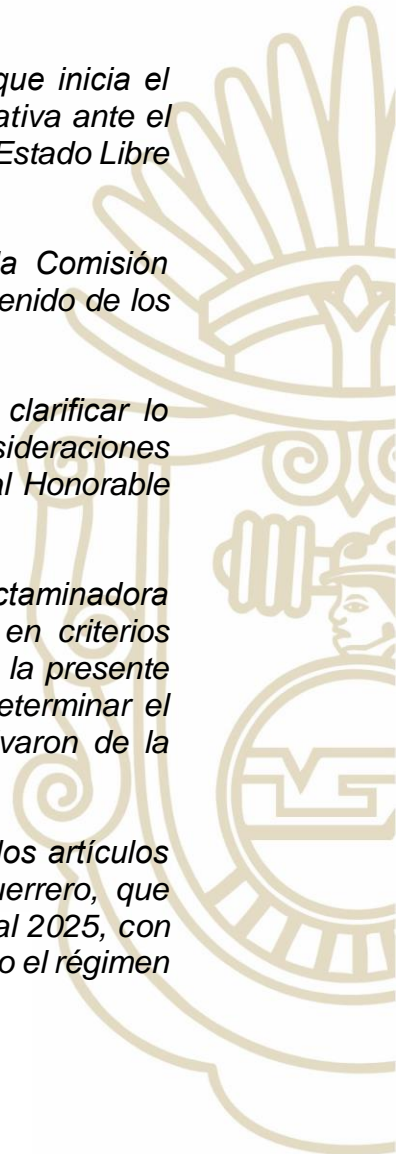 que inicia el
ativa ante el
Estado Libre
a Comisión
enido de los
clarificar lo
sideraciones
al Honorable
ctaminadora
en criterios
la presente
eterminar el
varon de la
los artículos
uerrero, que
al 2025, con
o el régimen